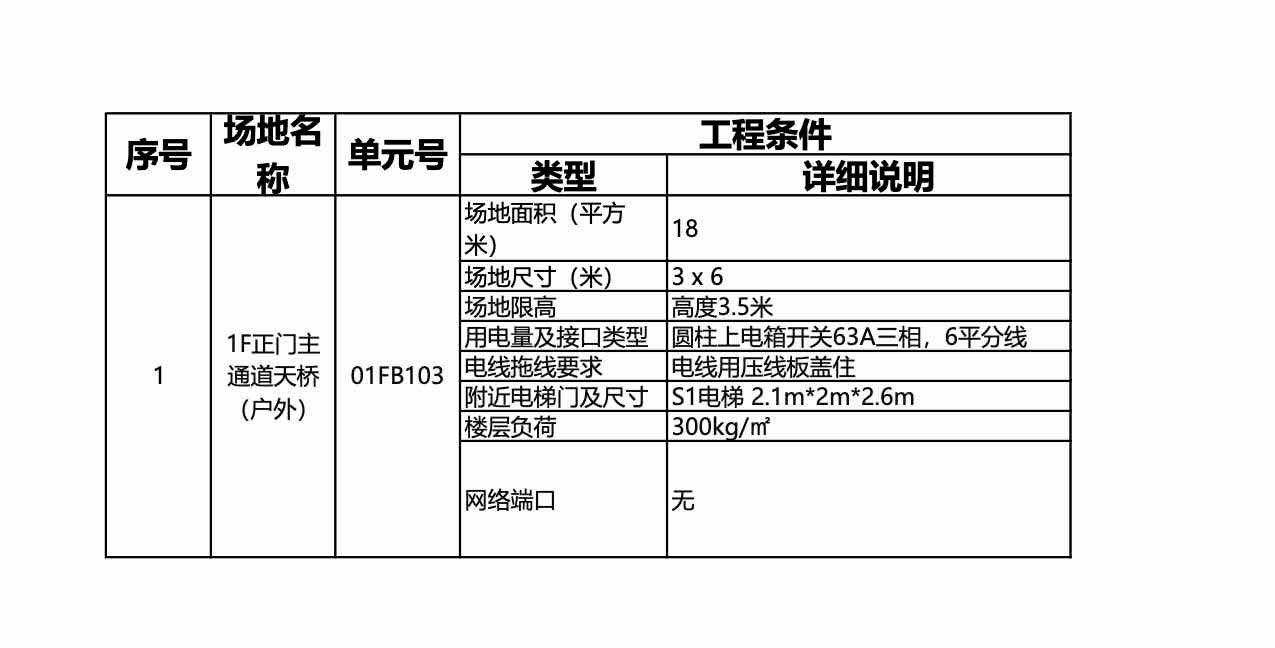 序号
场地名
称
单元号
工程条件
类型
详细说明
1
1F正门主
通道天桥
（户外）
01FB103
场地面积（平方
米）
18
场地尺寸（米）
3 x 6
场地限高
高度3.5米
用电量及接口类型
圆柱上电箱开关63A三相，6平分线
电线拖线要求
电线用压线板盖住
附近电梯门及尺寸
S1电梯 2.1m*2m*2.6m
楼层负荷
300kg/㎡
网络端口
无